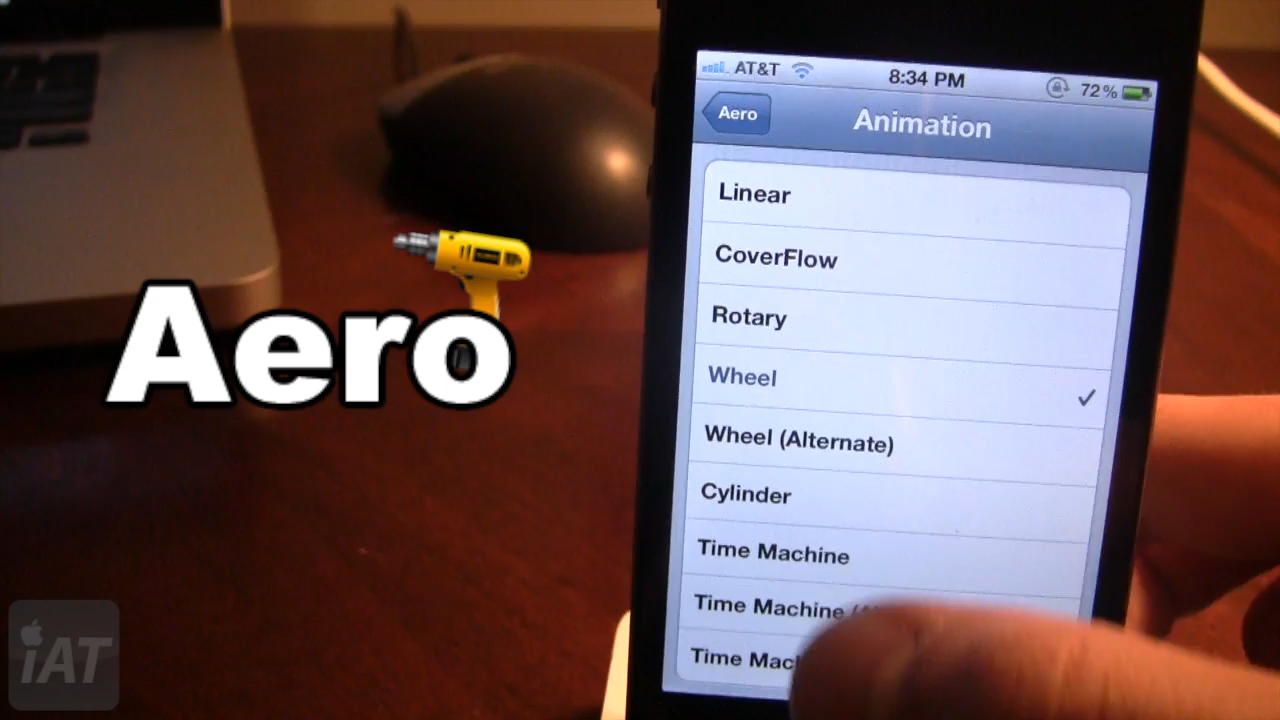 AT&T 8:34 PM 72%
Aero Animation
Linear
CoverFlow
Rotary
Wheel
Wheel (Alternate)
Cylinder
Time Machine
Time Machine
Time
Aero
iAT